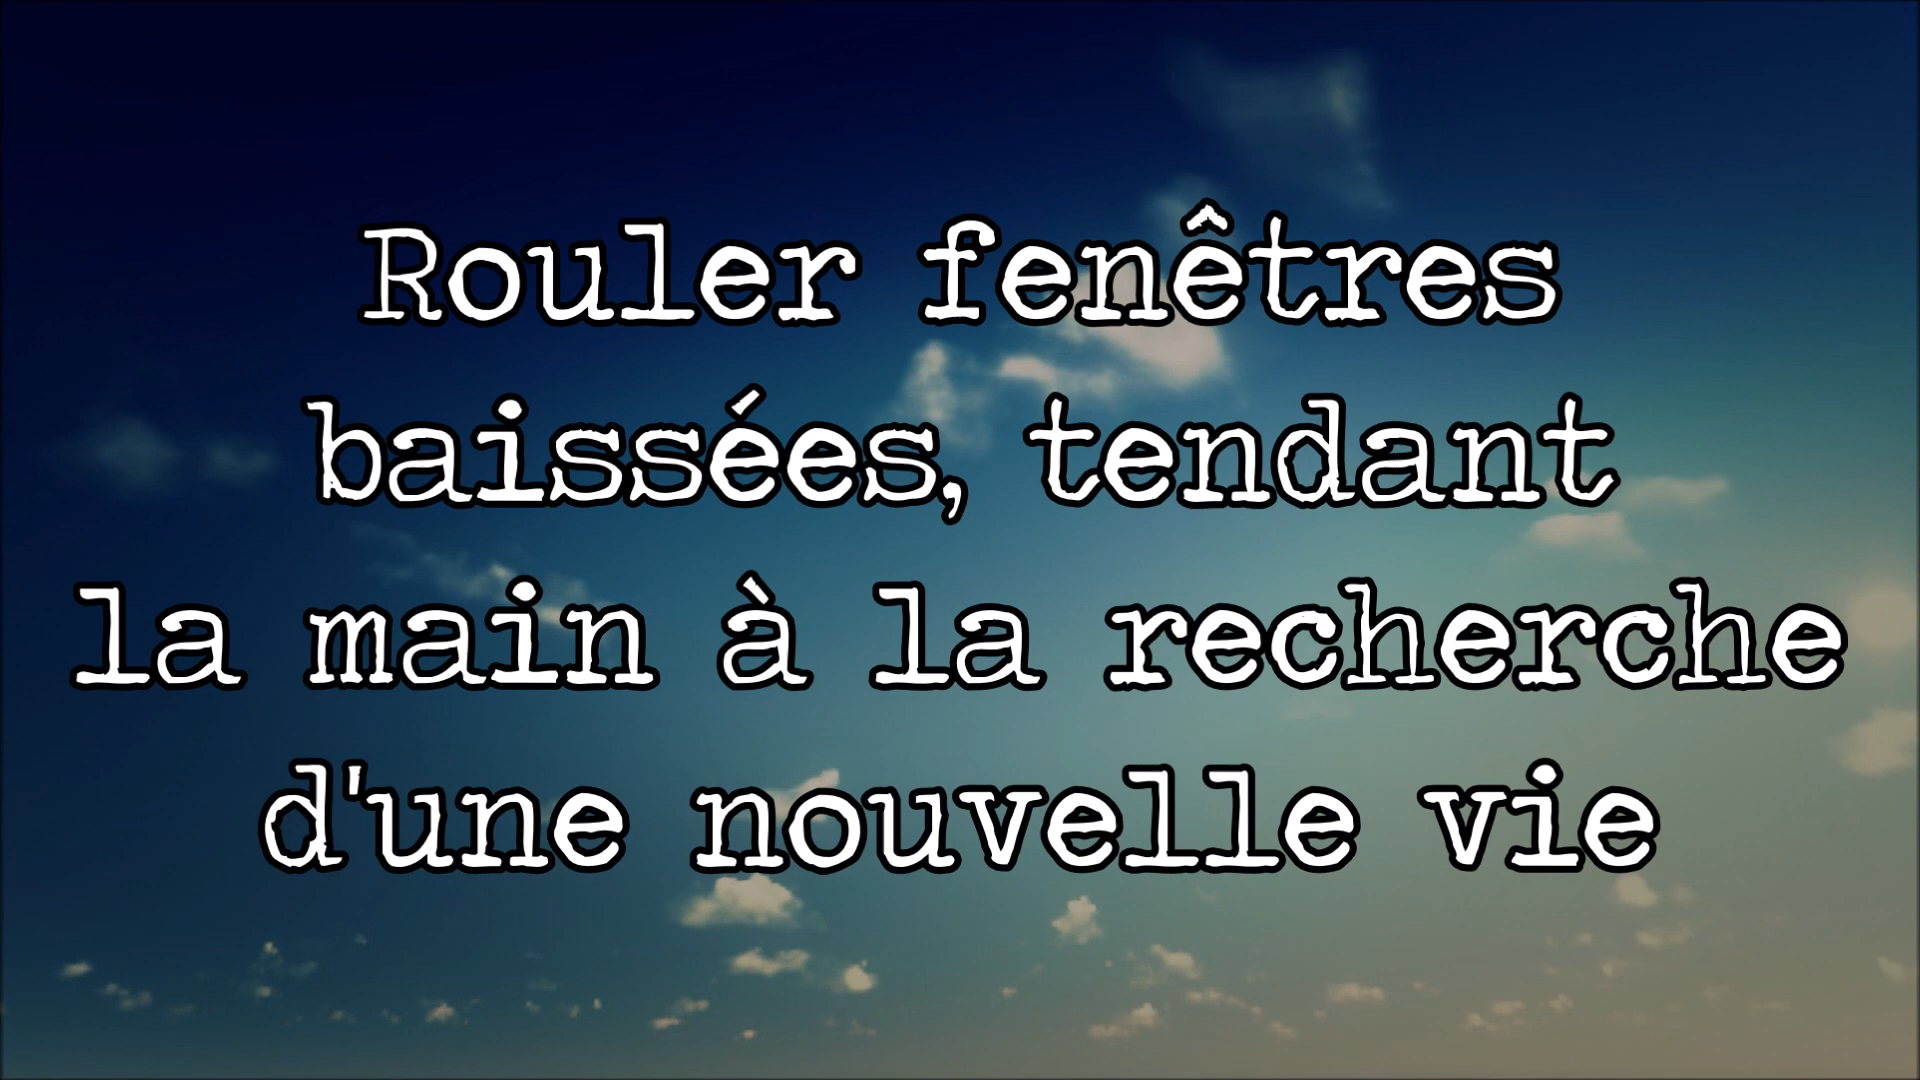 Rouler fenêtres
baissées, tendant
la main à la recherche
d'une nouvelle vie